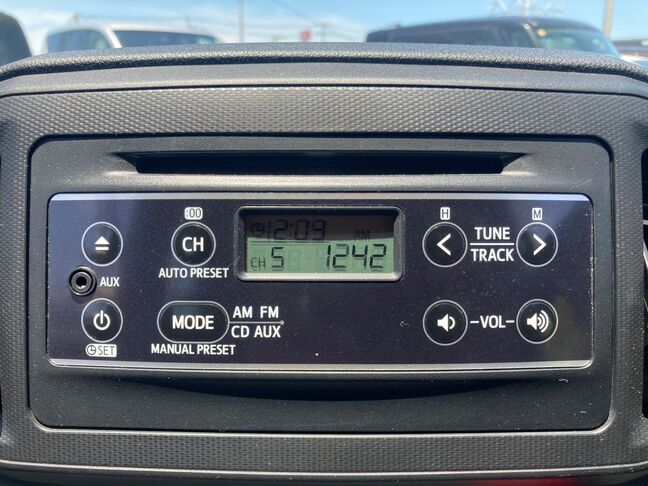 :00
H
M
12:09 AM
CH
AUTO PRESET
TUNE
TRACK
AUX
CH 5 1242
MODE
AM FM
CD AUX
SET
MANUAL PRESET
VOL